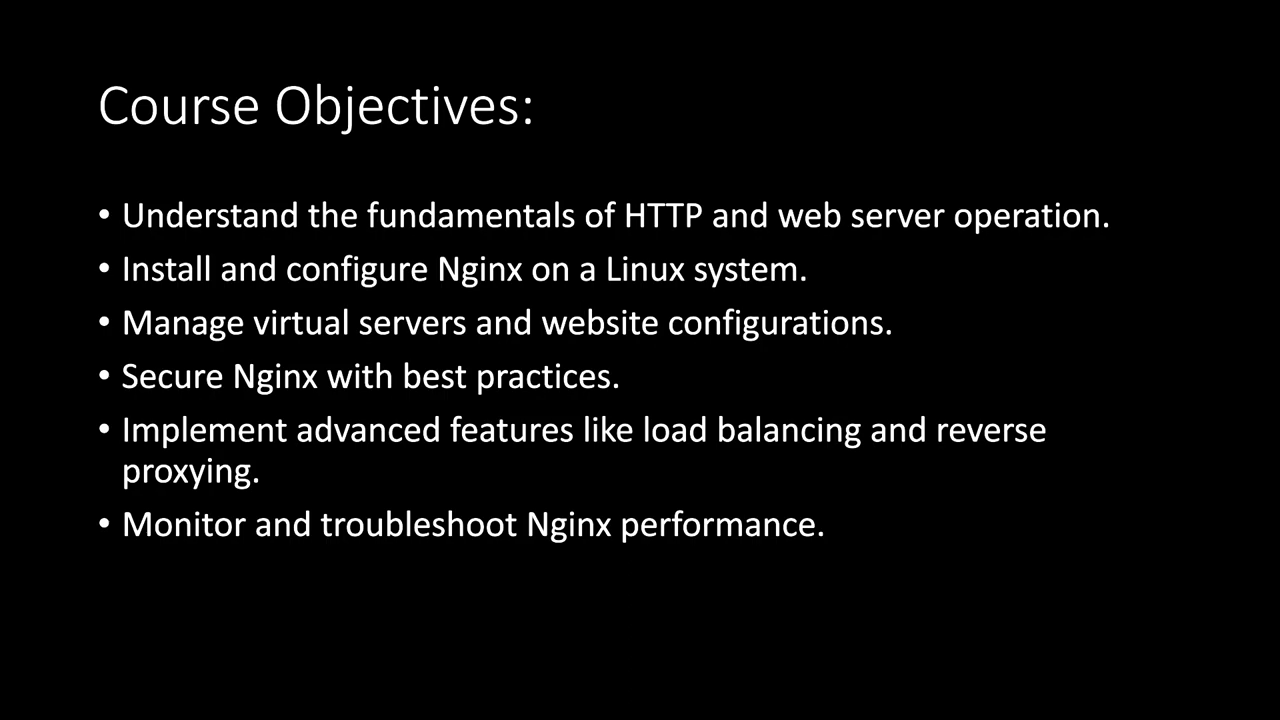 Course Objectives:
• Understand the fundamentals of HTTP and web server operation.
• Install and configure Nginx on a Linux system.
• Manage virtual servers and website configurations.
• Secure Nginx with best practices.
• Implement advanced features like load balancing and reverse
proxying.
• Monitor and troubleshoot Nginx performance.